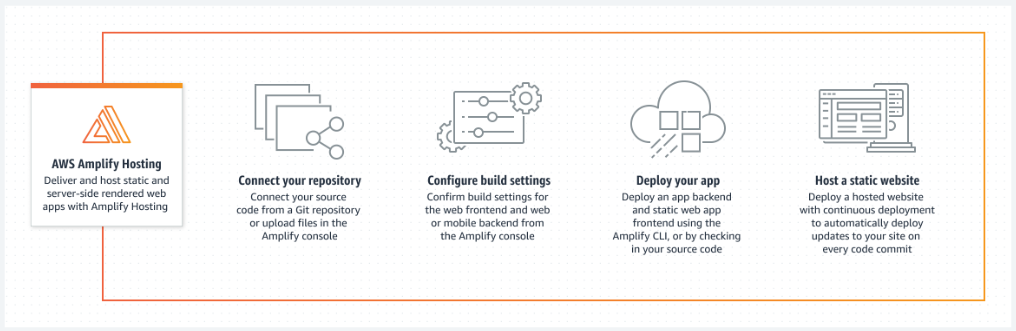 AWS Amplify Hosting
Deliver and host static and
server-side rendered web
apps with Amplify Hosting
Connect your repository
Connect your source
code from a Git repository
or upload files in the
Amplify console
Configure build settings
Confirm build settings for
the web frontend and web
or mobile backend from
the Amplify console
Deploy your app
Deploy an app backend
and static web app
frontend using the
Amplify CLI, or by checking
in your source code
Host a static website
Deploy a hosted website
with continuous deployment
to automatically deploy
updates to your site on
every code commit